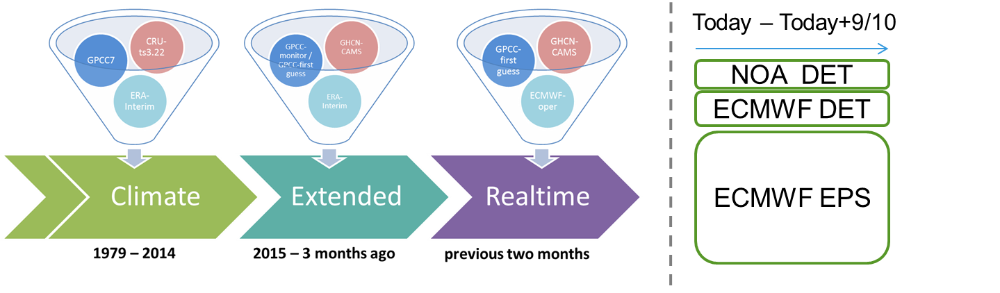 GPCC7
CRU-
ts3.22
ERA-
Interim
GPCC-
monitor /
GPCC-first
guess
GHCN-
CAMS
ERA-
Interim
GPCC-
first
guess
GHCN-
CAMS
ECMWF-
oper
Climate
Extended
Realtime
1979 – 2014
2015 – 3 months ago
previous two months
Today – Today+9/10
NOA DET
ECMWF DET
ECMWF EPS